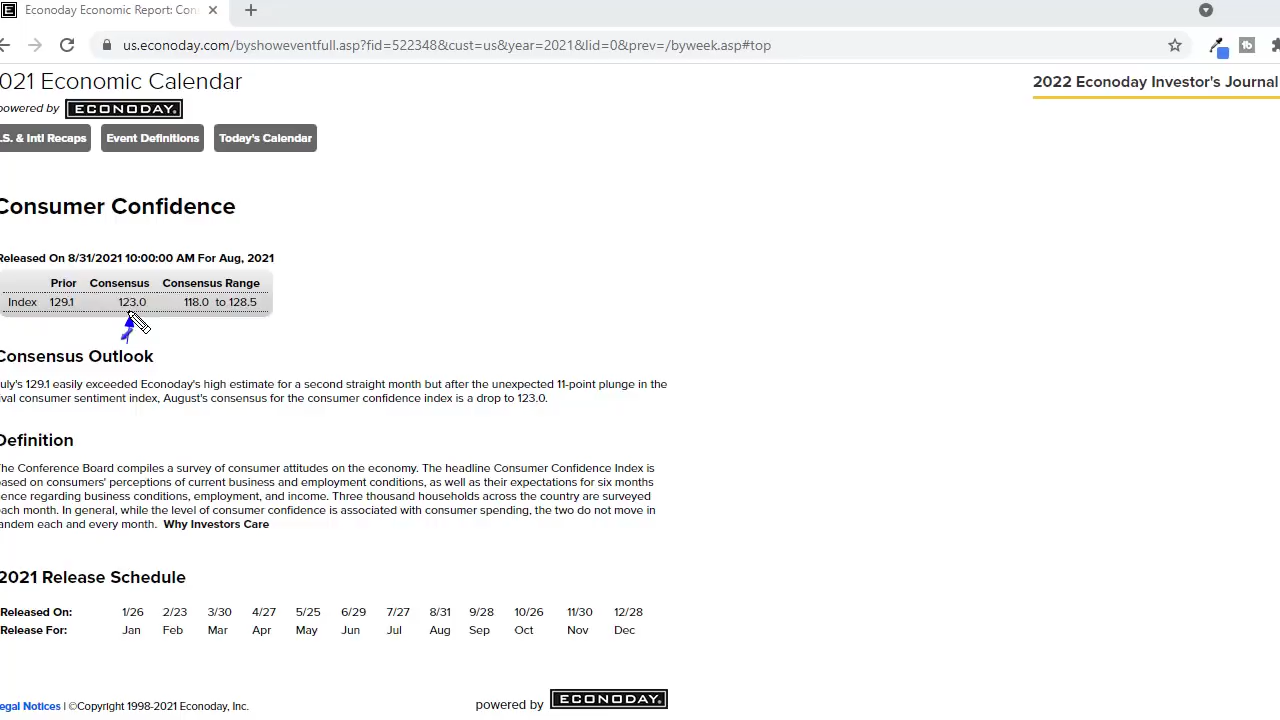 Econoday Economic Report: Con
us.econoday.com/byshoweventfull.asp?fid=522348&cust=us&year=2021&lid=0&prev=/byweek.asp#top
021 Economic Calendar
2022 Econoday Investor's Journal
powered by ECONODAY.
.S. & Intl Recaps Event Definitions Today's Calendar
Consumer Confidence
Released On 8/31/2021 10:00:00 AM For Aug, 2021
Prior Consensus Consensus Range
Index 129.1 123.0 118.0 to 128.5
Consensus Outlook
uly's 129.1 easily exceeded Econoday's high estimate for a second straight month but after the unexpected 11-point plunge in the
ival consumer sentiment index, August's consensus for the consumer confidence index is a drop to 123.0.
Definition
The Conference Board compiles a survey of consumer attitudes on the economy. The headline Consumer Confidence Index is
based on consumers' perceptions of current business and employment conditions, as well as their expectations for six months
ence regarding business conditions, employment, and income. Three thousand households across the country are surveyed
each month. In general, while the level of consumer confidence is associated with consumer spending, the two do not move in
andem each and every month. Why Investors Care
2021 Release Schedule
Released On: 1/26 2/23 3/30 4/27 5/25 6/29 7/27 8/31 9/28 10/26 11/30 12/28
Release For: Jan Feb Mar Apr May Jun Jul Aug Sep Oct Nov Dec
egal Notices | ©Copyright 1998-2021 Econoday, Inc.
powered by ECONODAY.